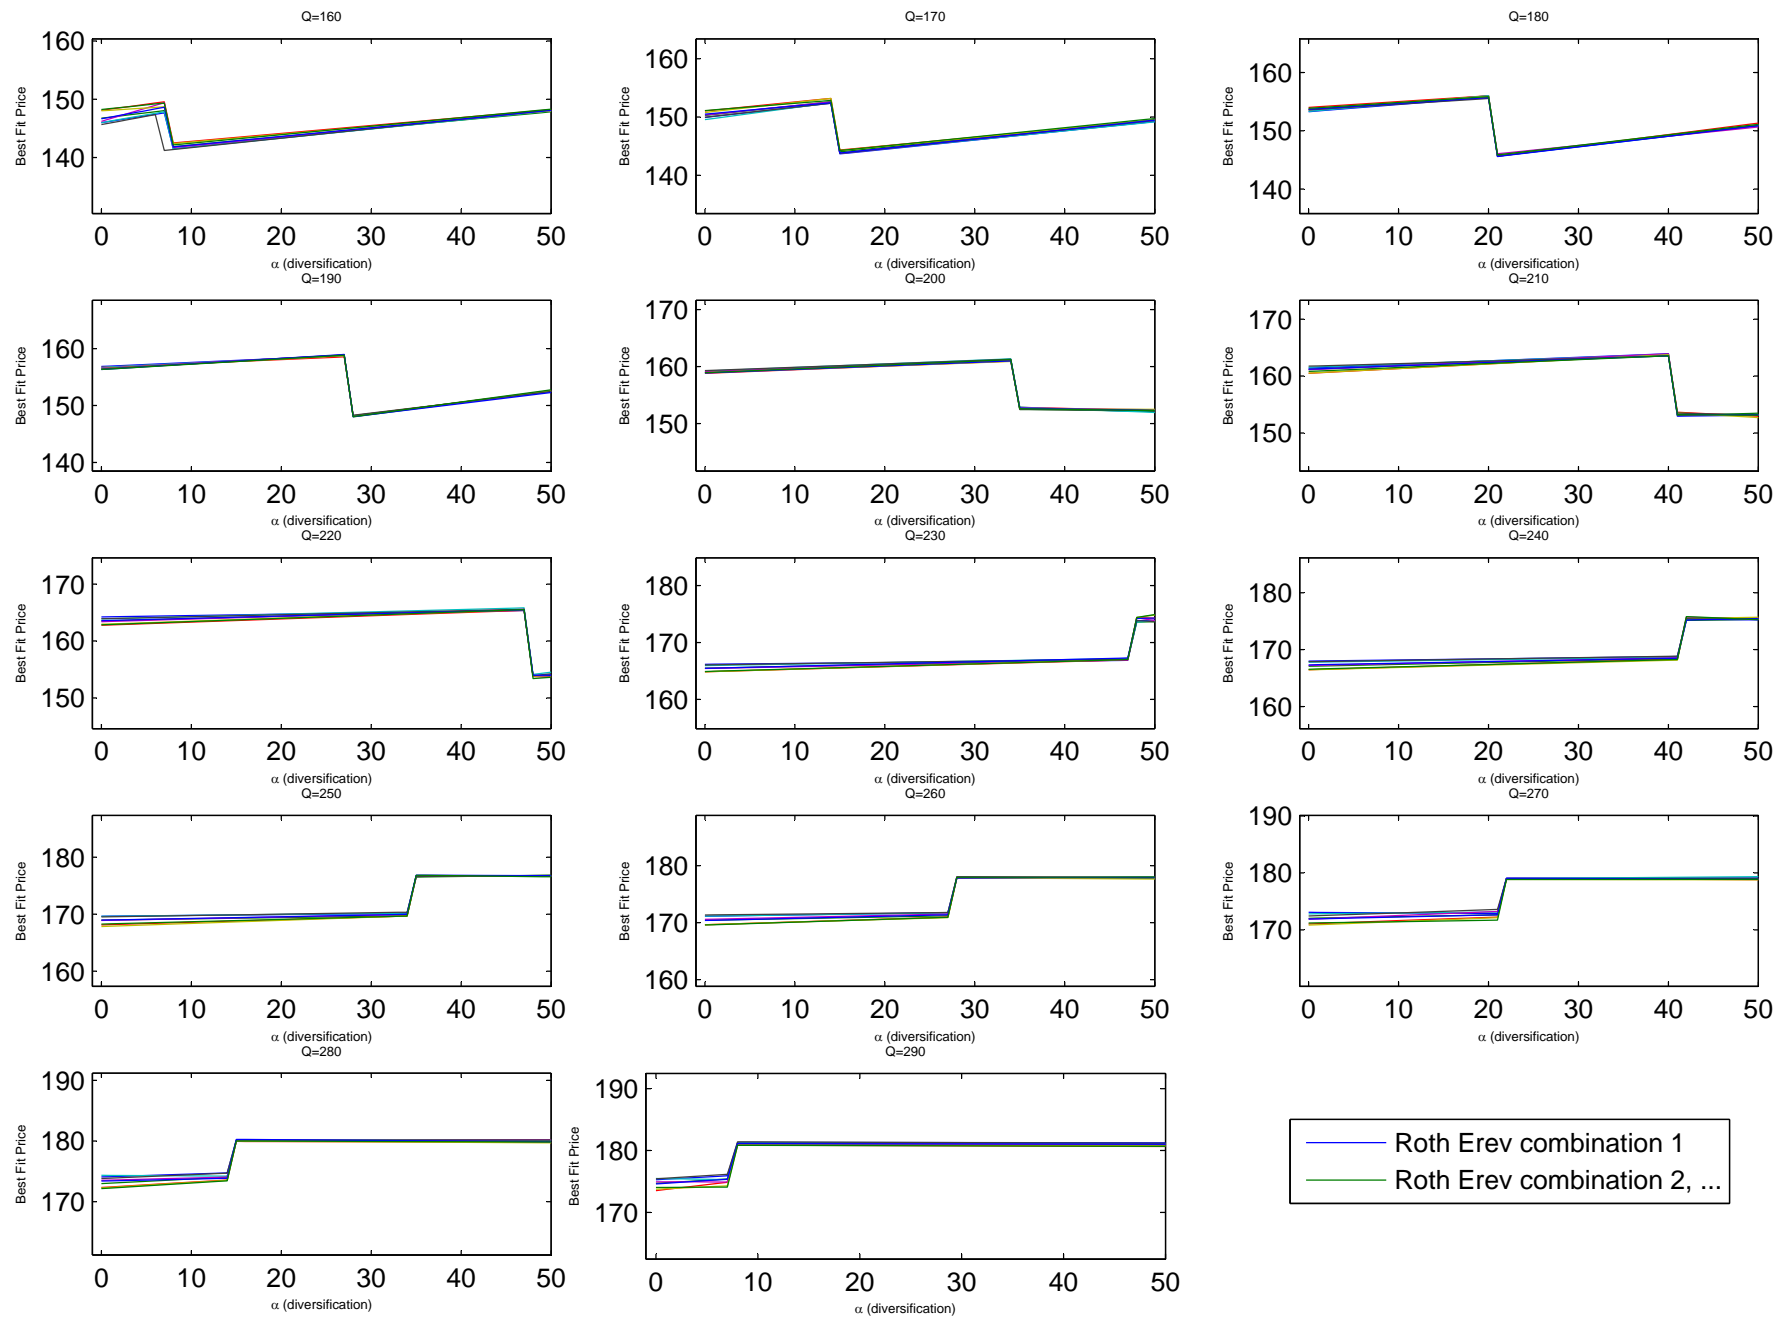 Q=160
Q=170
Q=180
Best Fit Price
160
150
140
0 10 20 30 40 50
α (diversification)
Best Fit Price
160
150
140
0 10 20 30 40 50
α (diversification)
Best Fit Price
160
150
140
0 10 20 30 40 50
α (diversification)
Q=190
Q=200
Q=210
Best Fit Price
160
150
140
0 10 20 30 40 50
α (diversification)
Best Fit Price
170
160
150
0 10 20 30 40 50
α (diversification)
Best Fit Price
170
160
150
0 10 20 30 40 50
α (diversification)
Q=220
Q=230
Q=240
Best Fit Price
170
160
150
0 10 20 30 40 50
α (diversification)
Best Fit Price
180
170
160
0 10 20 30 40 50
α (diversification)
Best Fit Price
180
170
160
0 10 20 30 40 50
α (diversification)
Q=250
Q=260
Q=270
Best Fit Price
180
170
160
0 10 20 30 40 50
α (diversification)
Best Fit Price
180
170
160
0 10 20 30 40 50
α (diversification)
Best Fit Price
190
180
170
0 10 20 30 40 50
α (diversification)
Q=280
Q=290
Best Fit Price
190
180
170
0 10 20 30 40 50
α (diversification)
Best Fit Price
190
180
170
0 10 20 30 40 50
α (diversification)
Roth Erev combination 1
Roth Erev combination 2, ...